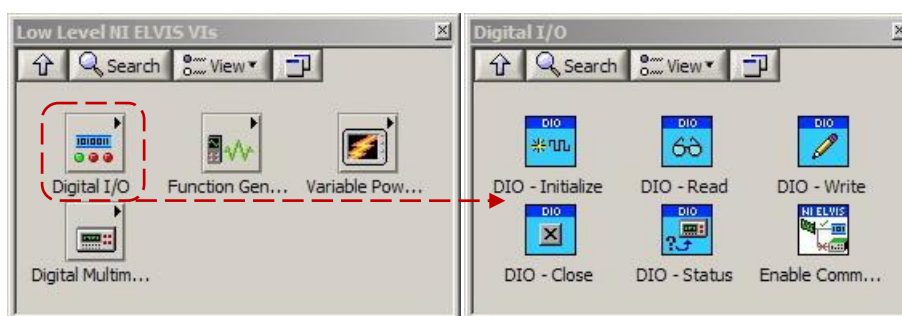 Low Level NI ELVIS VIs
Search View
Digital I/O Function Gen... Variable Pow...
Digital Multim...
Digital I/O
Search View
DIO DIO DIO
DIO - Initialize DIO - Read DIO - Write
DIO DIO NI ELVIS
DIO - Close DIO - Status Enable Comm...